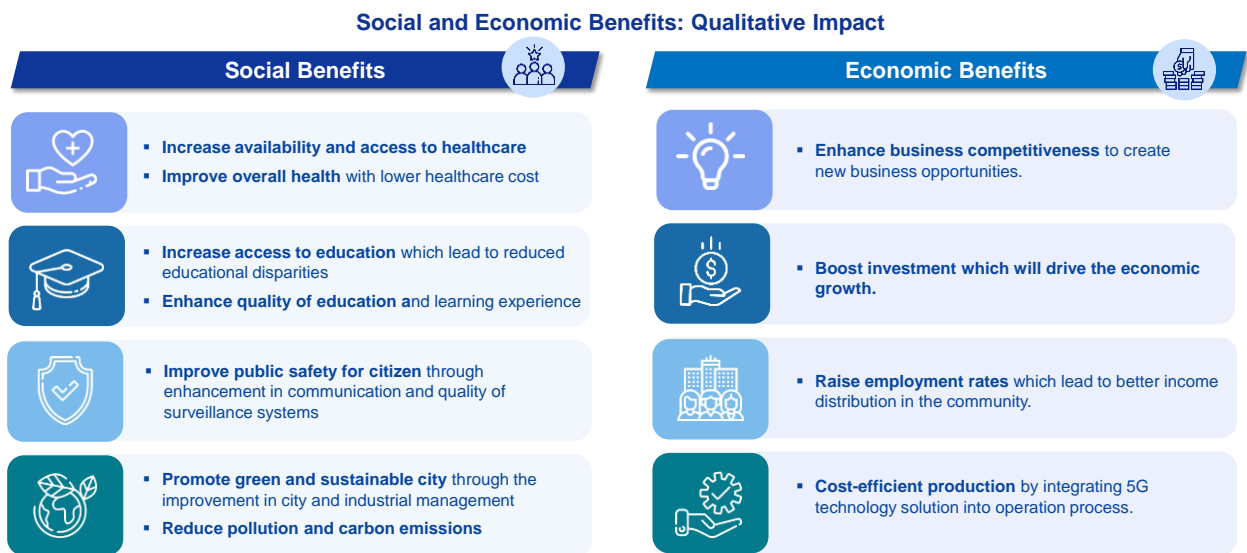 Social and Economic Benefits: Qualitative Impact
Social Benefits
▪ Increase availability and access to healthcare
▪ Improve overall health with lower healthcare cost
▪ Increase access to education which lead to reduced
educational disparities
▪ Enhance quality of education and learning experience
▪ Improve public safety for citizen through
enhancement in communication and quality of
surveillance systems
▪ Promote green and sustainable city through the
improvement in city and industrial management
▪ Reduce pollution and carbon emissions
Economic Benefits
▪ Enhance business competitiveness to create
new business opportunities.
▪ Boost investment which will drive the economic
growth.
▪ Raise employment rates which lead to better income
distribution in the community.
▪ Cost-efficient production by integrating 5G
technology solution into operation process.